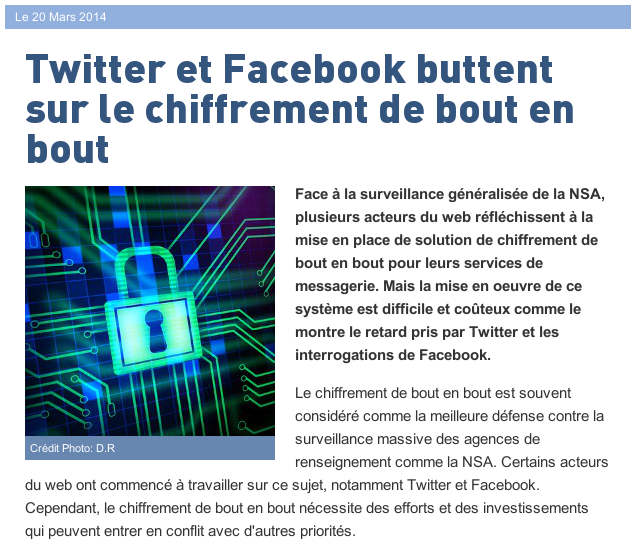 Le 20 Mars 2014
Twitter et Facebook buttent
sur le chiffrement de bout en
bout
Face à la surveillance généralisée de la NSA,
plusieurs acteurs du web réfléchissent à la
mise en place de solution de chiffrement de
bout en bout pour leurs services de
messagerie. Mais la mise en oeuvre de ce
système est difficile et coûteux comme le
montre le retard pris par Twitter et les
interrogations de Facebook.
Crédit Photo: D.R
Le chiffrement de bout en bout est souvent
considéré comme la meilleure défense contre la
surveillance massive des agences de
renseignement comme la NSA. Certains acteurs
du web ont commencé à travailler sur ce sujet, notamment Twitter et Facebook.
Cependant, le chiffrement de bout en bout nécessite des efforts et des investissements
qui peuvent entrer en conflit avec d'autres priorités.